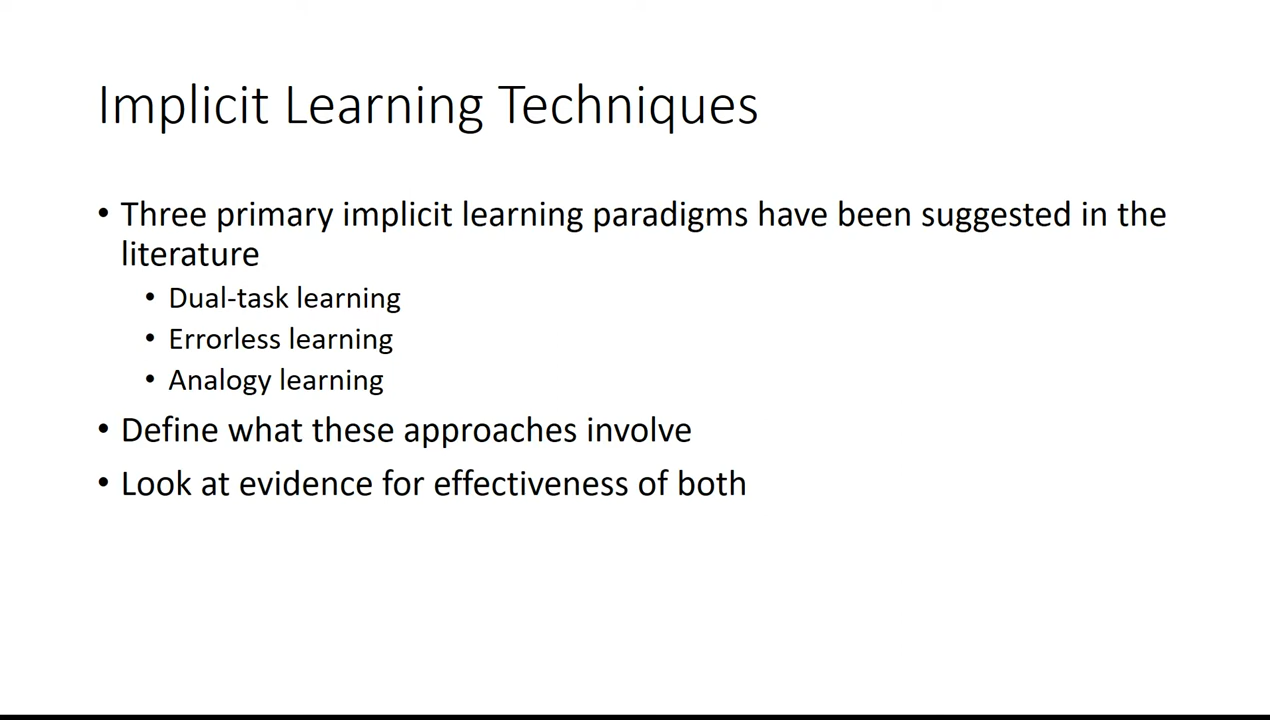 Implicit Learning Techniques
• Three primary implicit learning paradigms have been suggested in the
literature
• Dual-task learning
• Errorless learning
• Analogy learning
• Define what these approaches involve
• Look at evidence for effectiveness of both